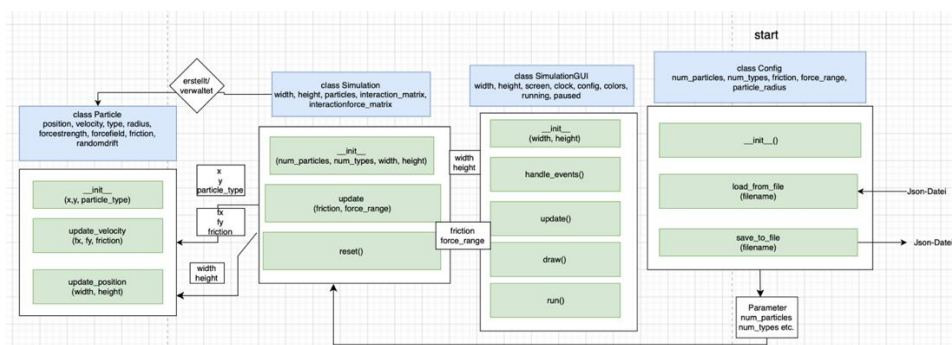 start
erstellt/
verwaltet
class Particle
position, velocity, type, radius,
forcestrength, forcefield, friction,
randomdrift
__init__
(x,y, particle_type)
update_velocity
(fx, fy, friction)
update_position
(width, height)
x
y
particle_type
fx
fy
friction
width
height
class Simulation
width, height, particles, interaction_matrix,
interactionforce_matrix
__init__
(num_particles, num_types, width, height)
update
(friction, force_range)
reset()
width
height
friction
force_range
class SimulationGUI
width, height, screen, clock, config, colors,
running, paused
__init__
(width, height)
handle_events()
update()
draw()
run()
class Config
num_particles, num_types, friction, force_range,
particle_radius
__init__()
load_from_file
(filename)
save_to_file
(filename)
Json-Datei
Json-Datei
Parameter
num_particles
num_types etc.